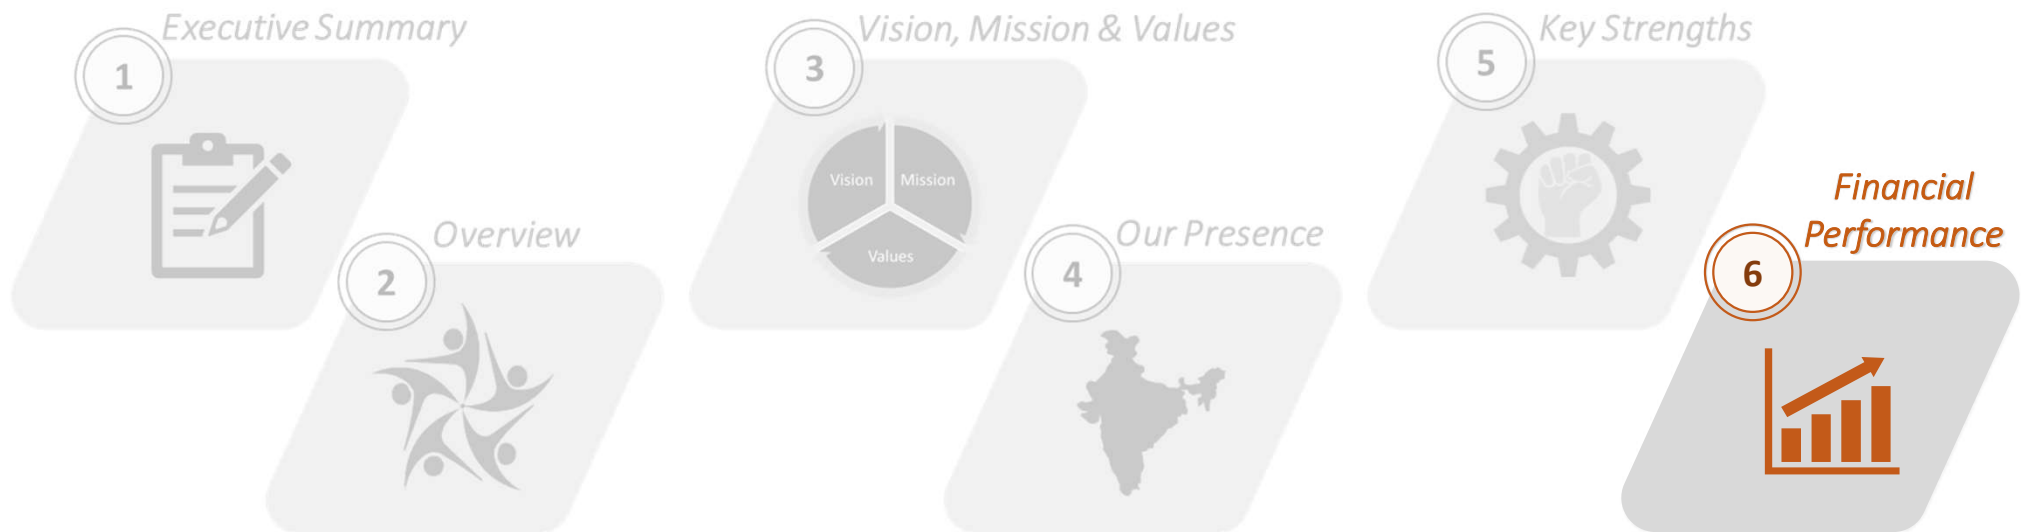 1
Executive Summary
2
Overview
3
Vision, Mission & Values
Vision
Mission
Values
4
Our Presence
5
Key Strengths
6
Financial
Performance